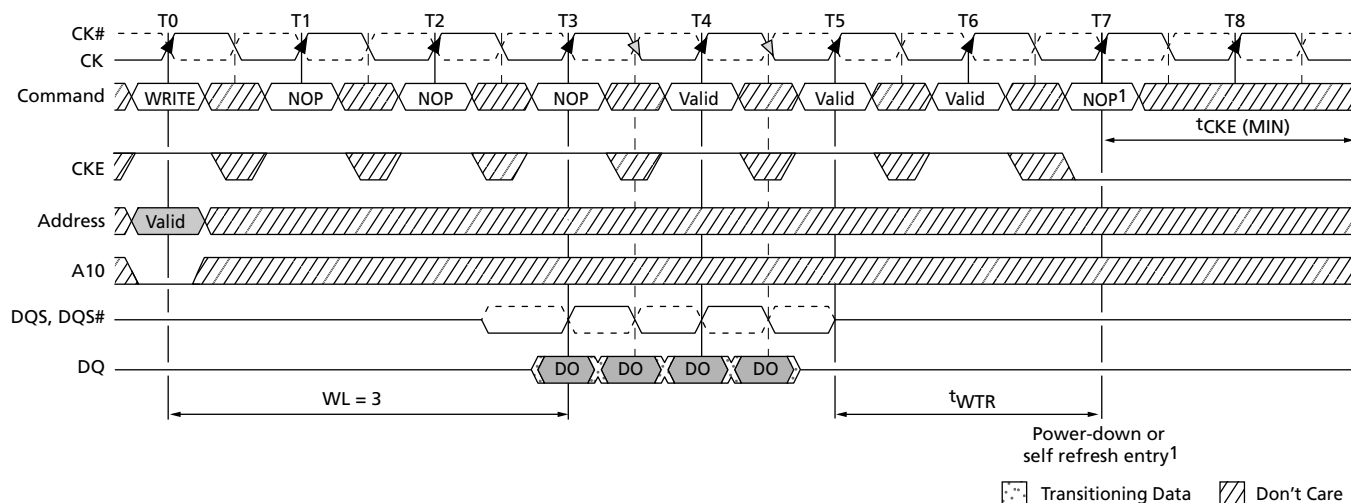 T0 T1 T2 T3 T4 T5 T6 T7 T8
CK#
CK
Command WRITE NOP NOP NOP Valid Valid Valid NOP1
tCKE (MIN)
CKE
Address Valid
A10
DQS, DQS#
DQ DO DO DO DO
WL = 3 tWTR
Power-down or
self refresh entry1
Transitioning Data Don't Care